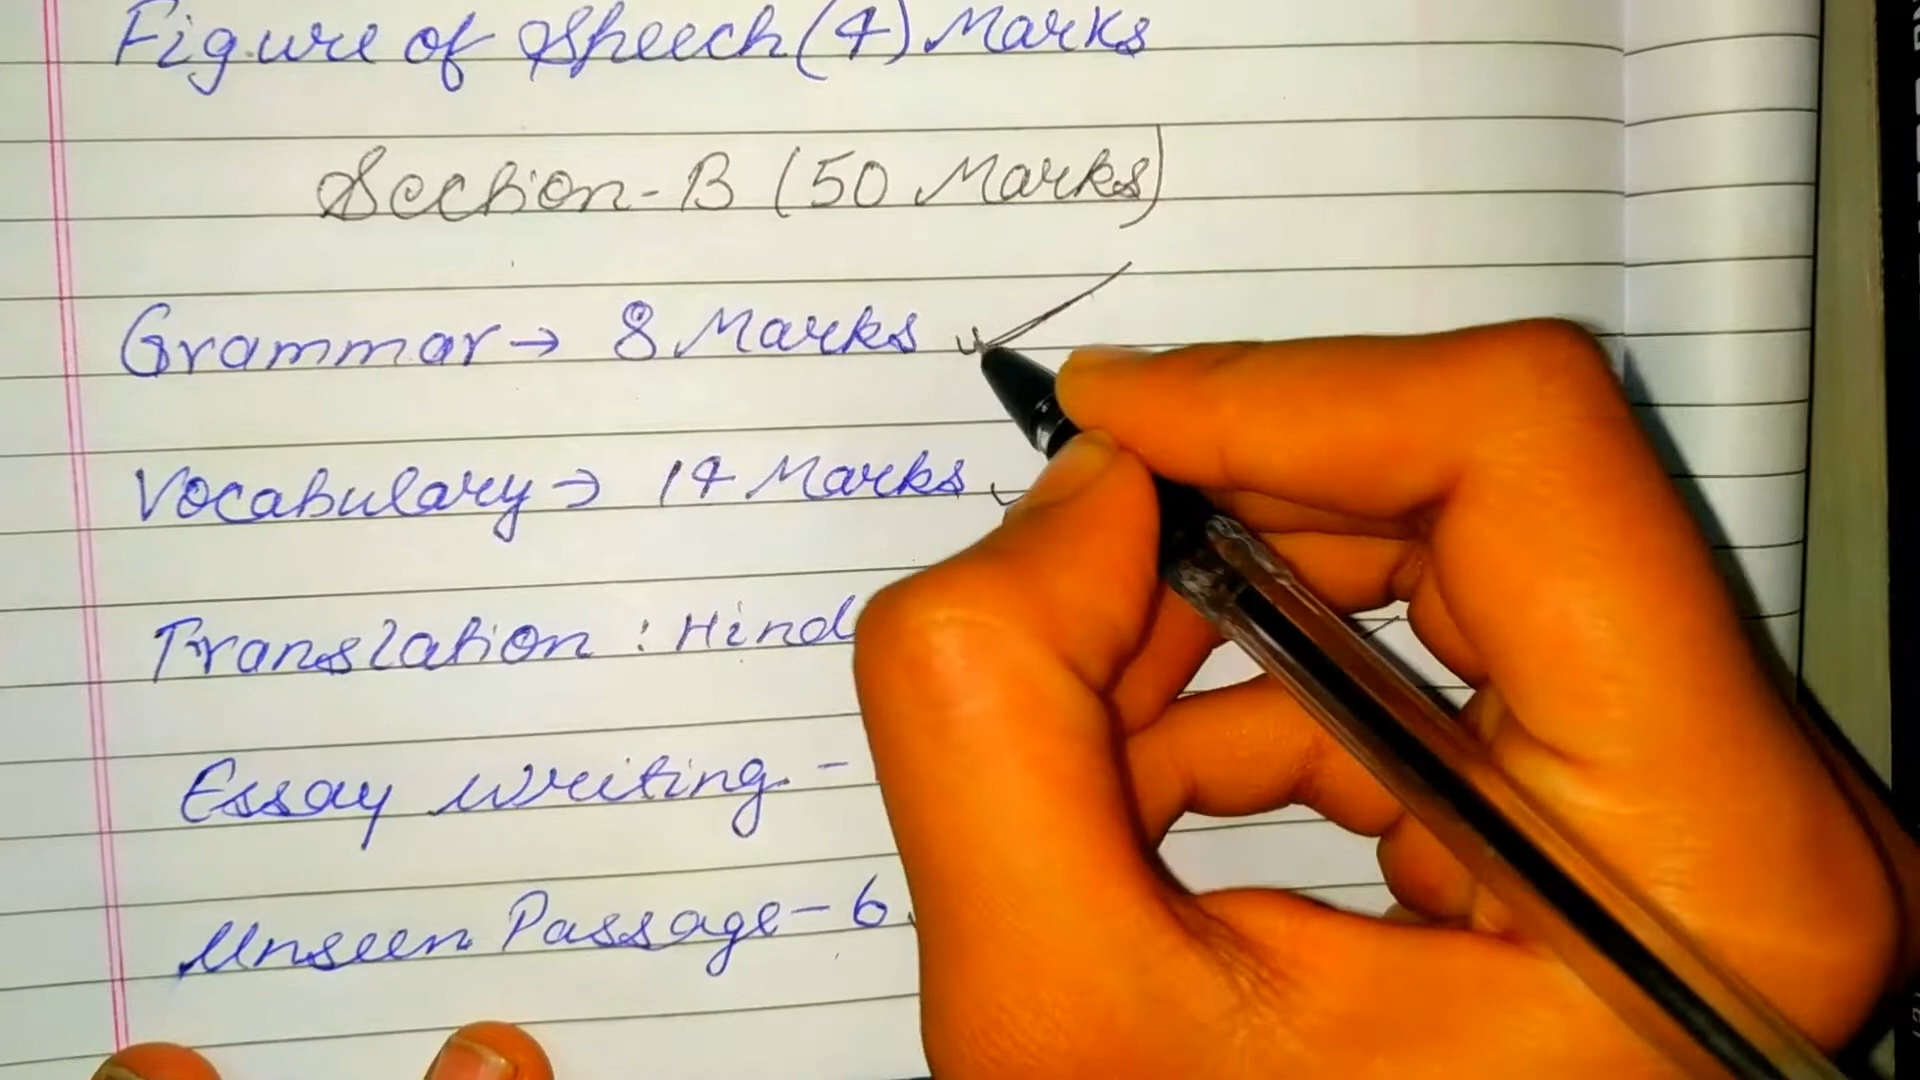 Figure of Speech (4) Marks
Section-B (50 Marks)
Grammar → 8 Marks
Vocabulary → 14 Marks
Translation : Hind
Essay writing -
Unseen Passage - 6